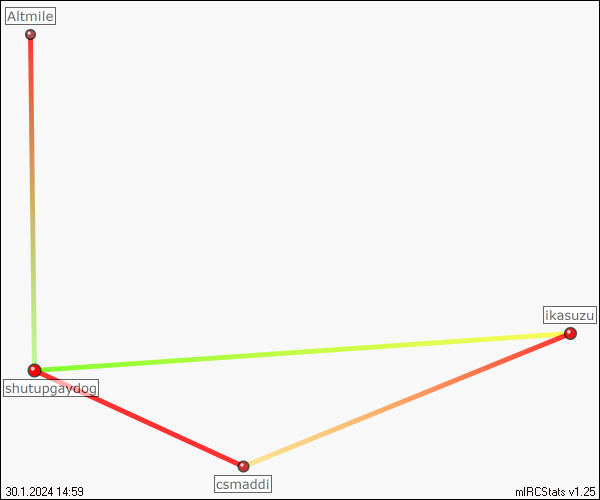 Altmile
ikasuzu
shutupgaydog
csmaddi
30.1.2024 14:59
mIRCStats v1.25